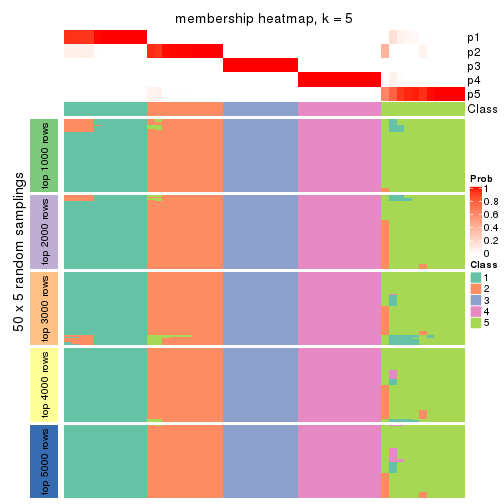 membership heatmap, k = 5
p1
p2
p3
p4
p5
Class
50 x 5 random samplings
top 1000 rows
top 2000 rows
top 3000 rows
top 4000 rows
top 5000 rows
Prob
1
0.8
0.6
0.4
0.2
0
Class
1
2
3
4
5